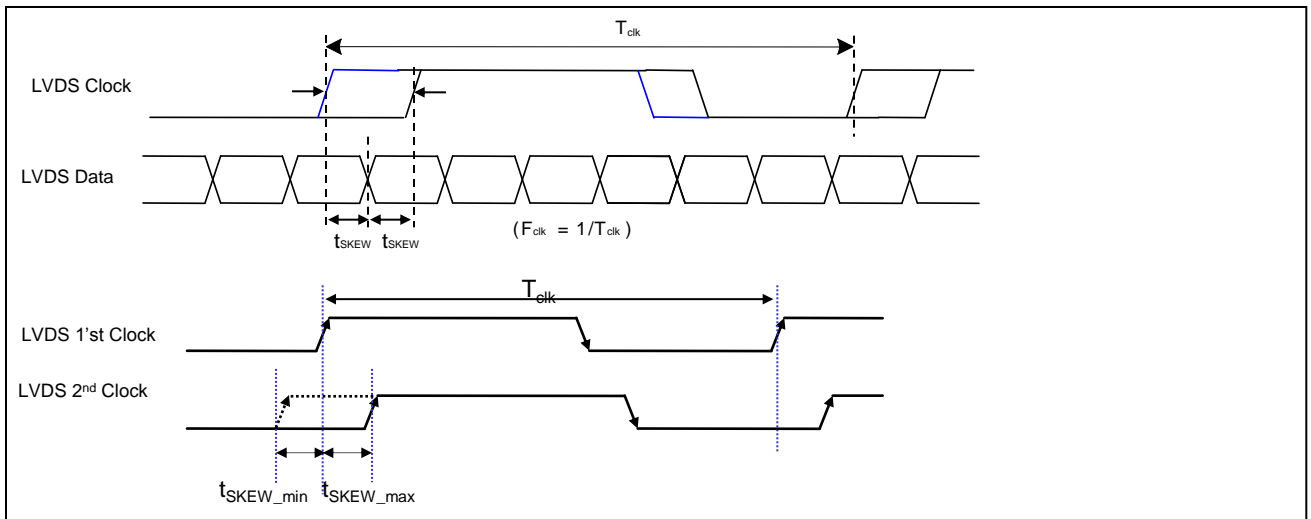 Tclk
LVDS Clock
LVDS Data
tSKEW tSKEW
(Fclk = 1/Tclk)
Tclk
LVDS 1'st Clock
LVDS 2nd Clock
tSKEW_min tSKEW_max